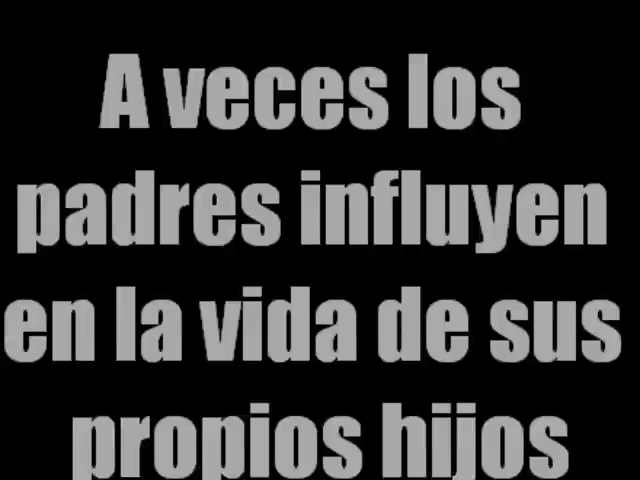 A veces los
padres influyen
en la vida de sus
propios hijos